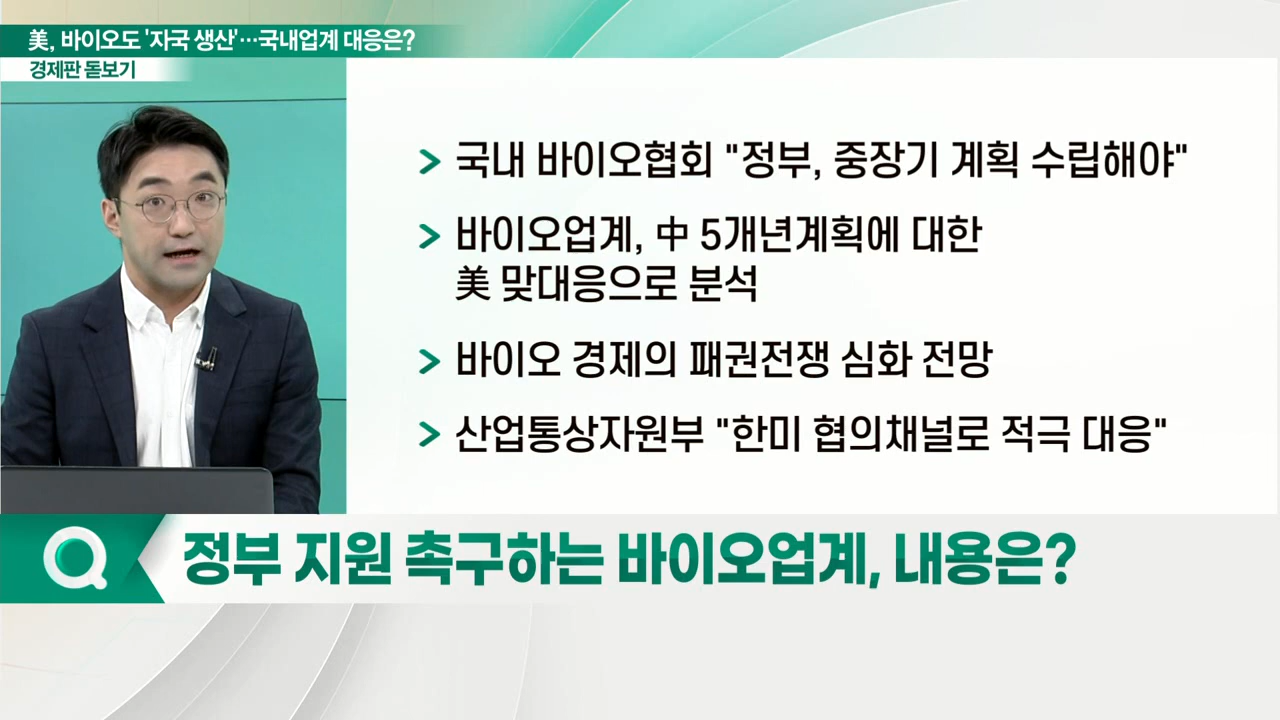 美, 바이오도 '자국 생산'…국내업계 대응은?
경제판 돋보기
> 국내 바이오협회 "정부, 중장기 계획 수립해야"
> 바이오업계, 中 5개년계획에 대한
美 맞대응으로 분석
> 바이오 경제의 패권전쟁 심화 전망
> 산업통상자원부 "한미 협의채널로 적극 대응"
Q 정부 지원 촉구하는 바이오업계, 내용은?